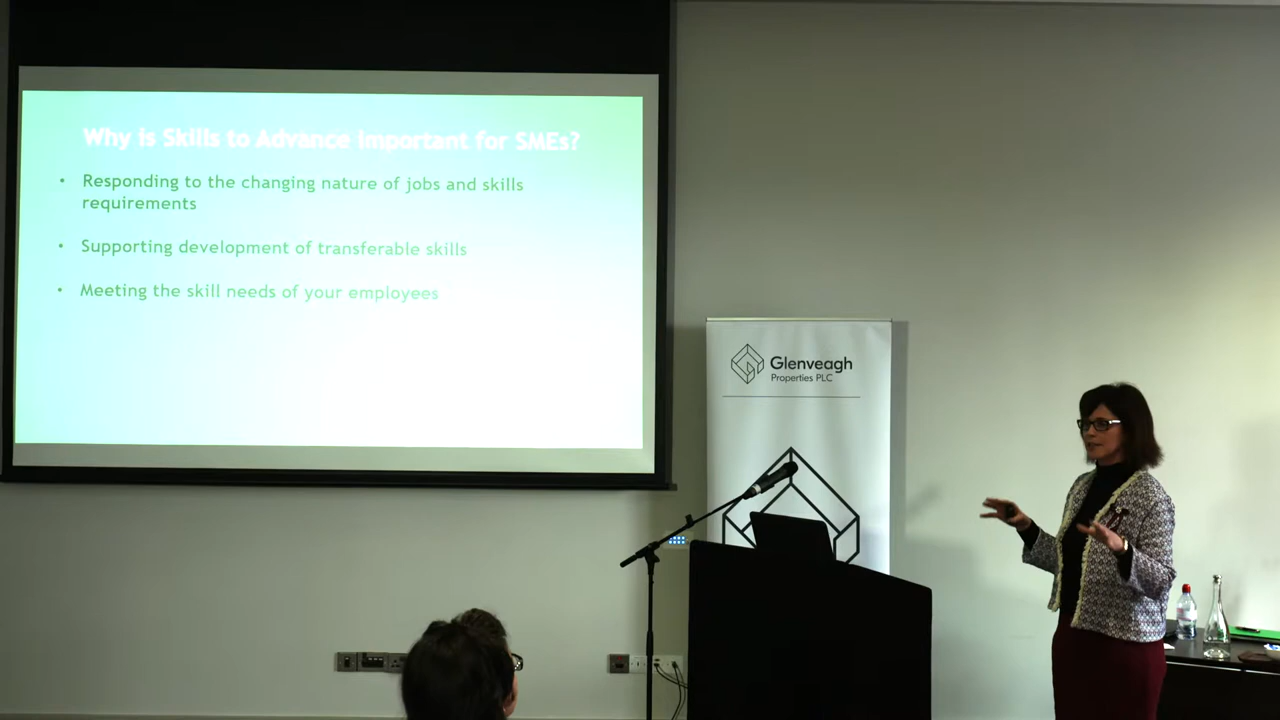 Why is Skills to Advance important for SMEs?
• Responding to the changing nature of jobs and skills
requirements
• Supporting development of transferable skills
• Meeting the skill needs of your employees
Glenveagh
Properties PLC